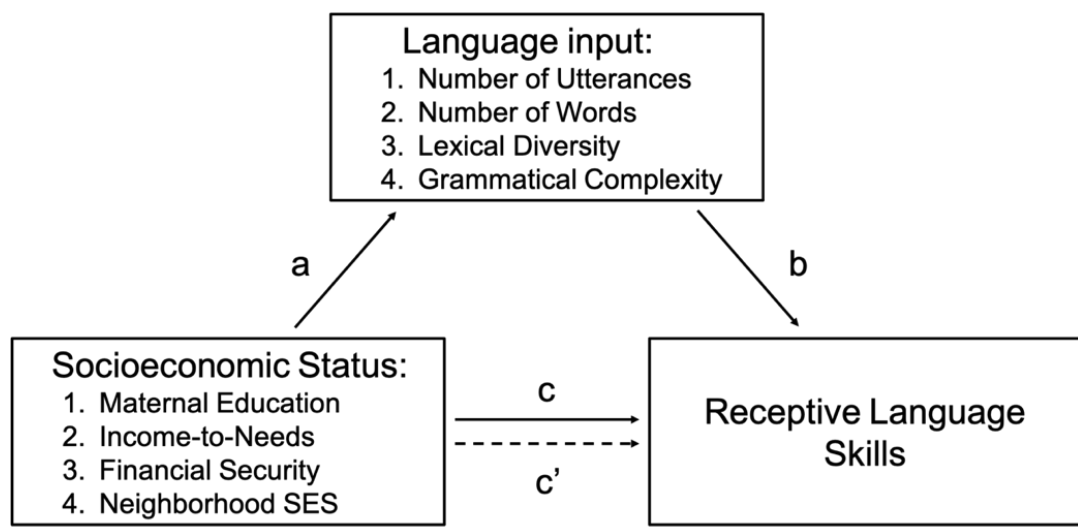 Language input:
1. Number of Utterances
2. Number of Words
3. Lexical Diversity
4. Grammatical Complexity
a
b
Socioeconomic Status:
1. Maternal Education
2. Income-to-Needs
3. Financial Security
4. Neighborhood SES
c
c’
Receptive Language
Skills